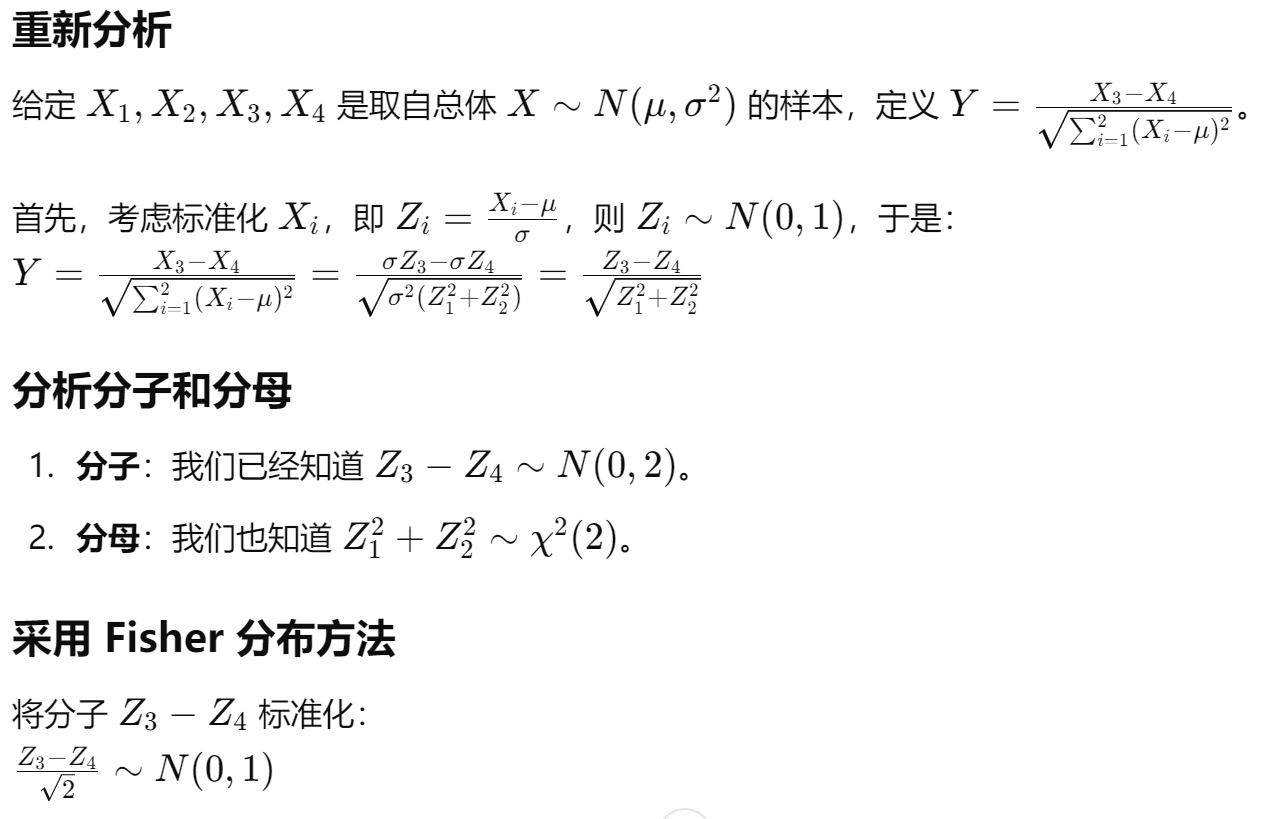 重新分析
给定 $X_1, X_2, X_3, X_4$ 是取自总体 $X \sim N(\mu, \sigma^2)$ 的样本，定义 $Y = \frac{X_3 - X_4}{\sqrt{\sum_{i=1}^{2}(X_i - \mu)^2}}$。
首先，考虑标准化 $X_i$，即 $Z_i = \frac{X_i - \mu}{\sigma}$，则 $Z_i \sim N(0, 1)$，于是：
$Y = \frac{X_3 - X_4}{\sqrt{\sum_{i=1}^{2}(X_i - \mu)^2}} = \frac{\sigma Z_3 - \sigma Z_4}{\sqrt{\sigma^2(Z_1^2 + Z_2^2)}} = \frac{Z_3 - Z_4}{\sqrt{Z_1^2 + Z_2^2}}$
分析分子和分母
1. 分子：我们已经知道 $Z_3 - Z_4 \sim N(0, 2)$。
2. 分母：我们也知道 $Z_1^2 + Z_2^2 \sim \chi^2(2)$。
采用 Fisher 分布方法
将分子 $Z_3 - Z_4$ 标准化：
$\frac{Z_3 - Z_4}{\sqrt{2}} \sim N(0, 1)$